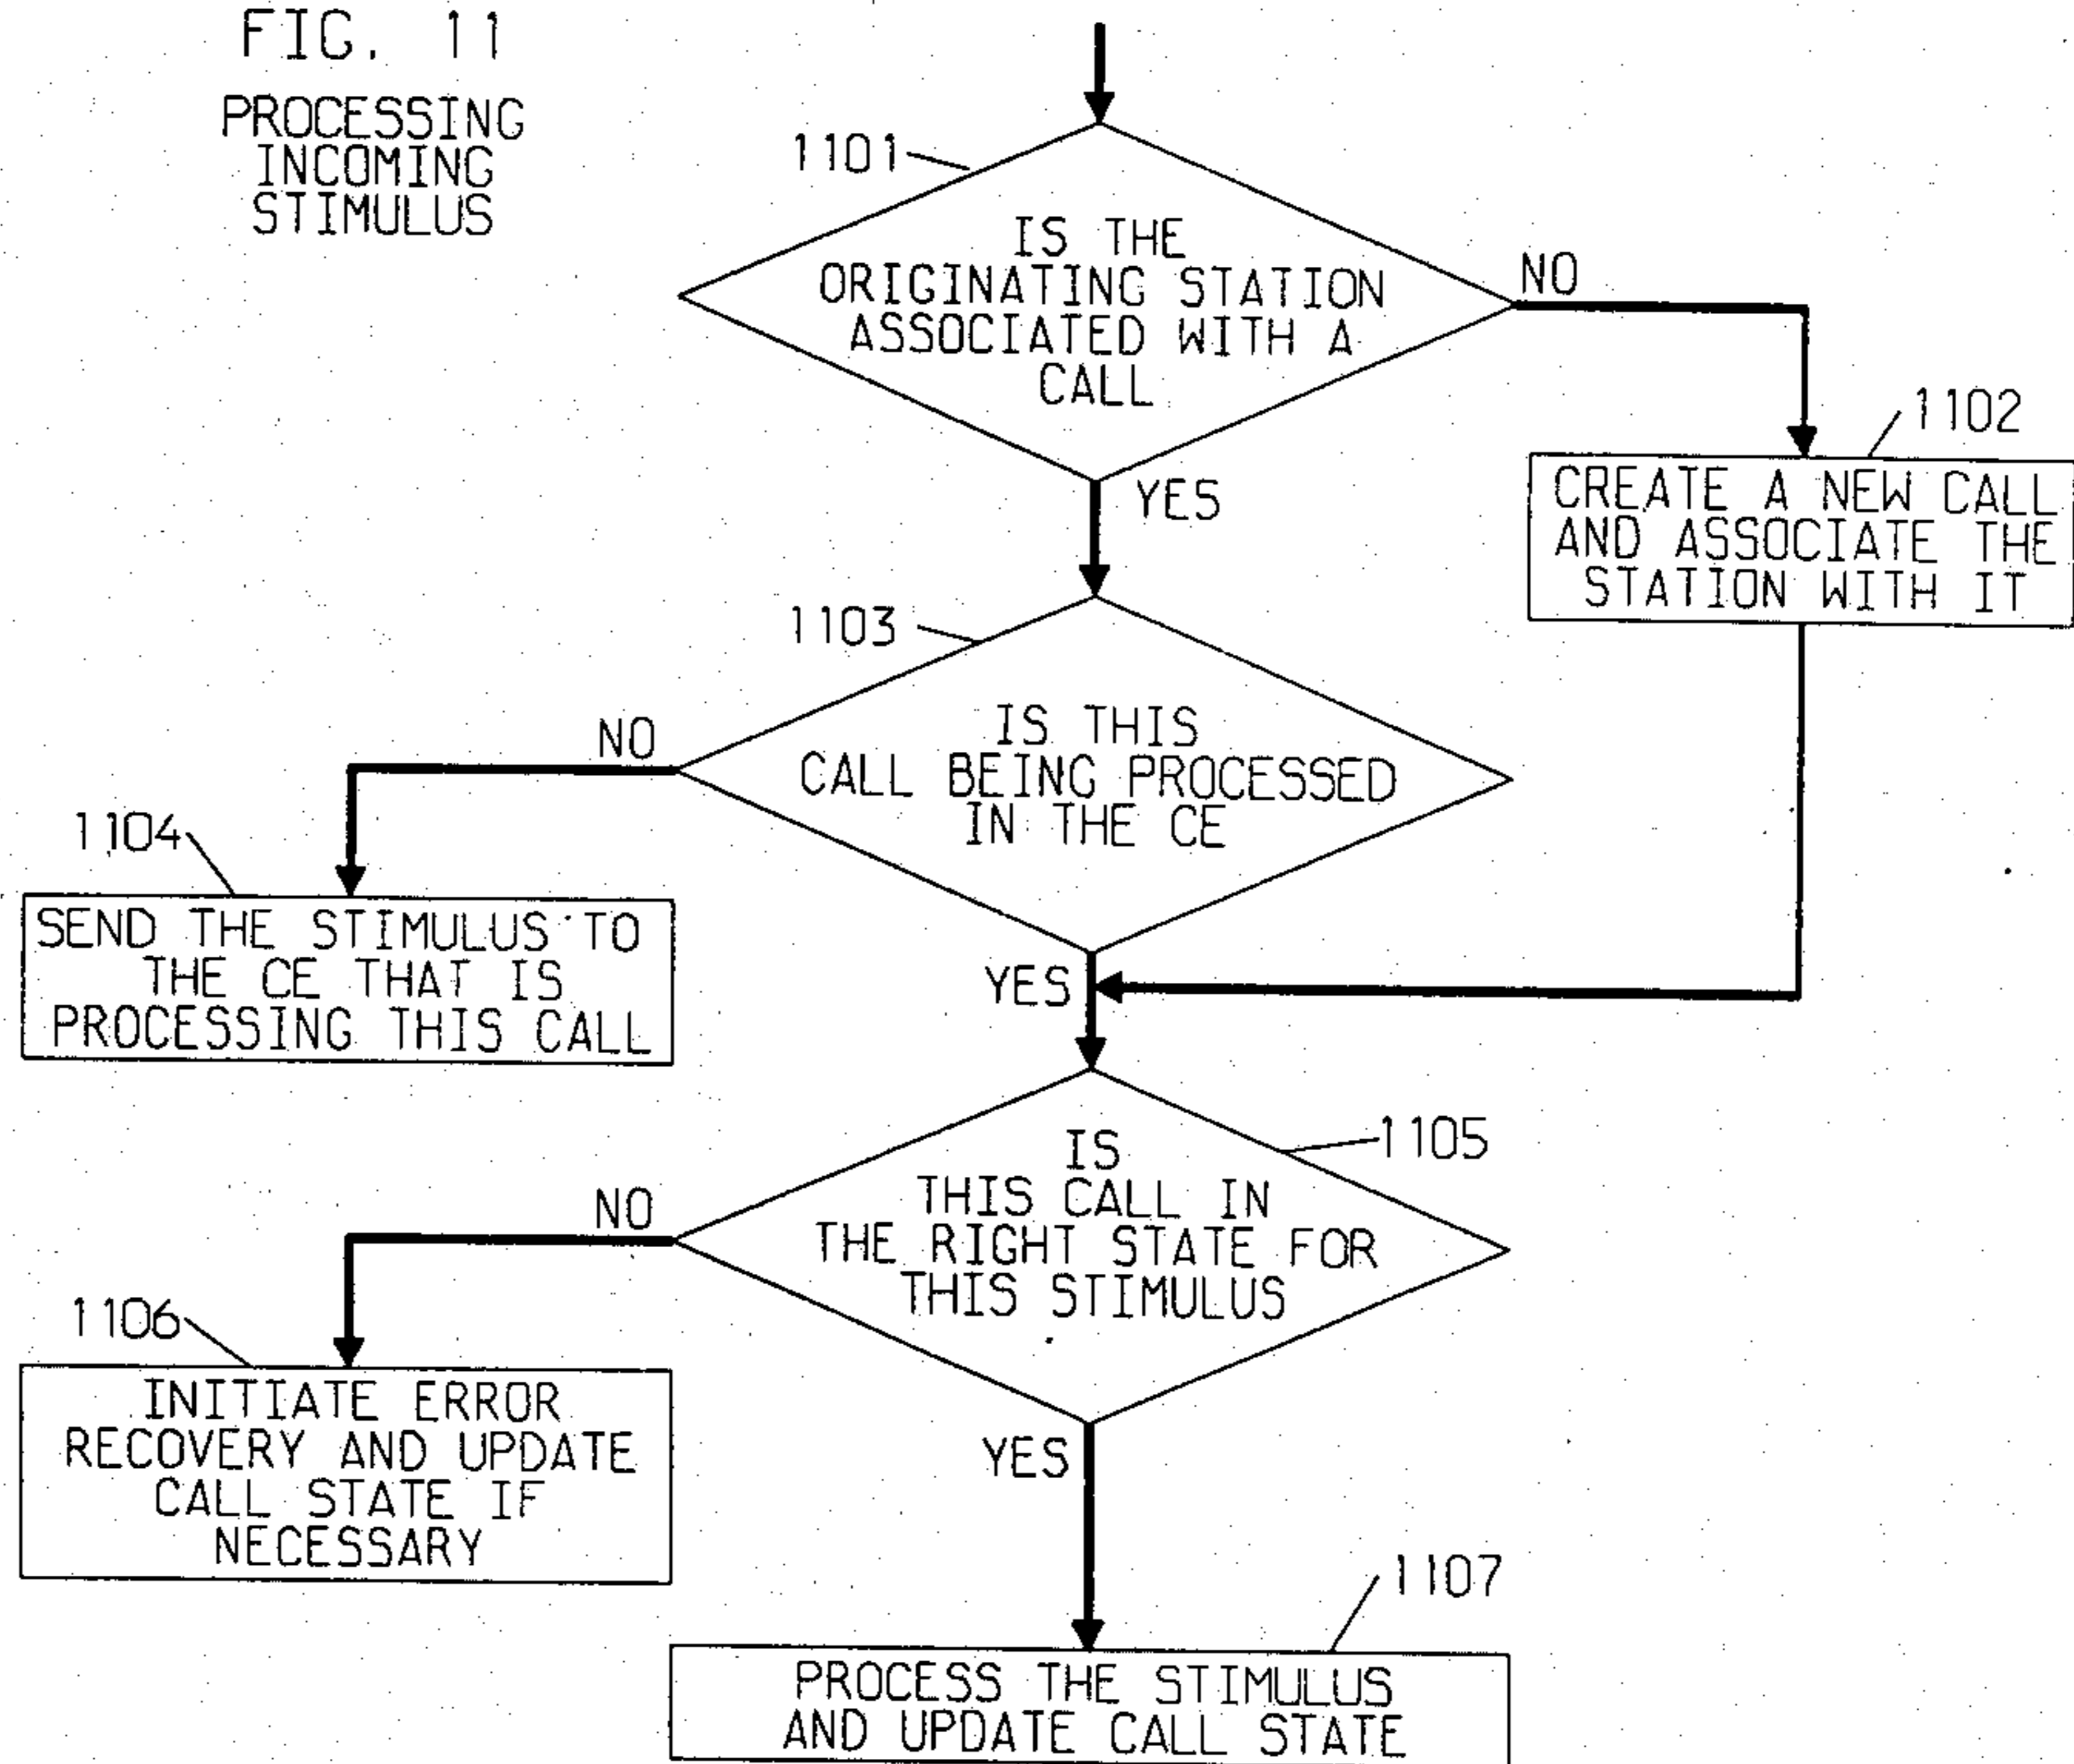 FIG. 11
PROCESSING
INCOMING
STIMULUS
1101
IS THE
ORIGINATING STATION
ASSOCIATED WITH A
CALL
NO
YES
1102
CREATE A NEW CALL
AND ASSOCIATE THE
STATION WITH IT
1103
IS THIS
CALL BEING PROCESSED
IN THE CE
NO
YES
1104
SEND THE STIMULUS TO
THE CE THAT IS
PROCESSING THIS CALL
1105
IS
THIS CALL IN
THE RIGHT STATE FOR
THIS STIMULUS
NO
YES
1106
INITIATE ERROR
RECOVERY AND UPDATE
CALL STATE IF
NECESSARY
1107
PROCESS THE STIMULUS
AND UPDATE CALL STATE